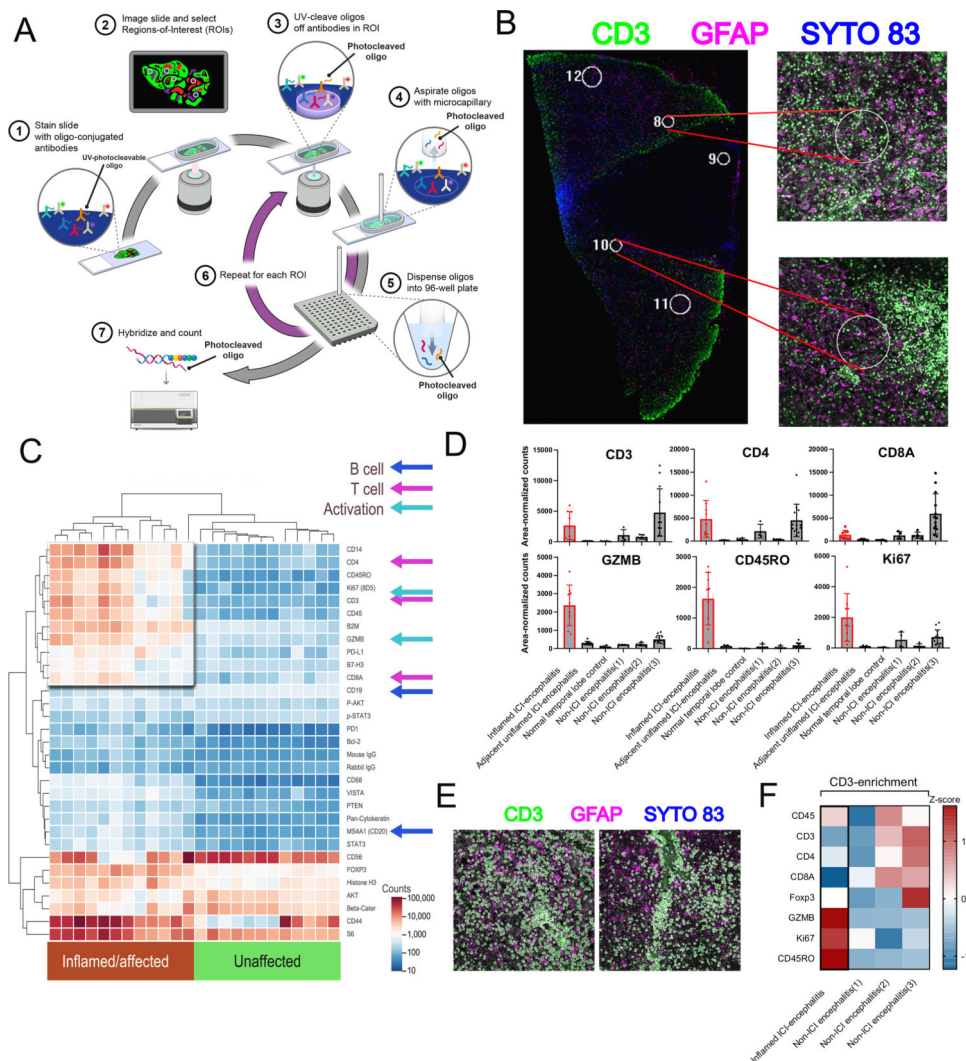 A
2
Image slide and select
Regions-of-Interest (ROIs)
3
UV-cleave oligos
off antibodies in ROI
Photocleaved
oligo
4
Aspirate oligos
with microcapillary
Photocleaved
oligo
1
Stain slide
with oligo-conjugated
antibodies
UV-photocleavable
oligo
6
Repeat for each ROI
5
Dispense oligos
into 96-well plate
Photocleaved
oligo
7
Hybridize and count
Photocleaved
oligo
B
CD3 GFAP SYTO 83
12
8
9
10
11
C
B cell
T cell
Activation
CD14
CD4
CD45RO
Ki67 (8D5)
CD3
CD45
B2M
GZMB
PD-L1
B7-H3
CD8A
CD19
P-AKT
p-STAT3
PD1
Bcl-2
Mouse IgG
Rabbit IgG
CD68
VISTA
PTEN
Pan-Cytokeratin
MS4A1 (CD20)
STAT3
CD56
FOXP3
Histone H3
AKT
Beta-Cater
CD44
S6
Counts
100,000
10,000
1,000
100
10
Inflamed/affected
Unaffected
D
Area-normalized counts
CD3
15000
10000
5000
0
CD4
20000
15000
10000
5000
0
CD8A
20000
15000
10000
5000
0
Area-normalized counts
GZMB
5000
4000
3000
2000
1000
0
CD45RO
3000
2000
1000
0
Ki67
6000
4000
2000
0
Inflamed ICI-encephalitis
Adjacent uniflamed ICI-encephalitis
Normal temporal lobe control
Non-ICI encephalitis(1)
Non-ICI encephalitis(2)
Non-ICI encephalitis(3)
Inflamed ICI-encephalitis
Adjacent uniflamed ICI-encephalitis
Normal temporal lobe control
Non-ICI encephalitis(1)
Non-ICI encephalitis(2)
Non-ICI encephalitis(3)
Inflamed ICI-encephalitis
Adjacent uniflamed ICI-encephalitis
Normal temporal lobe control
Non-ICI encephalitis(1)
Non-ICI encephalitis(2)
Non-ICI encephalitis(3)
E
CD3 GFAP SYTO 83
F
CD3-enrichment
Z-score
CD45
CD3
CD4
CD8A
Foxp3
GZMB
Ki67
CD45RO
1
0
Inflamed ICI-encephalitis
Non-ICI encephalitis(1)
Non-ICI encephalitis(2)
Non-ICI encephalitis(3)